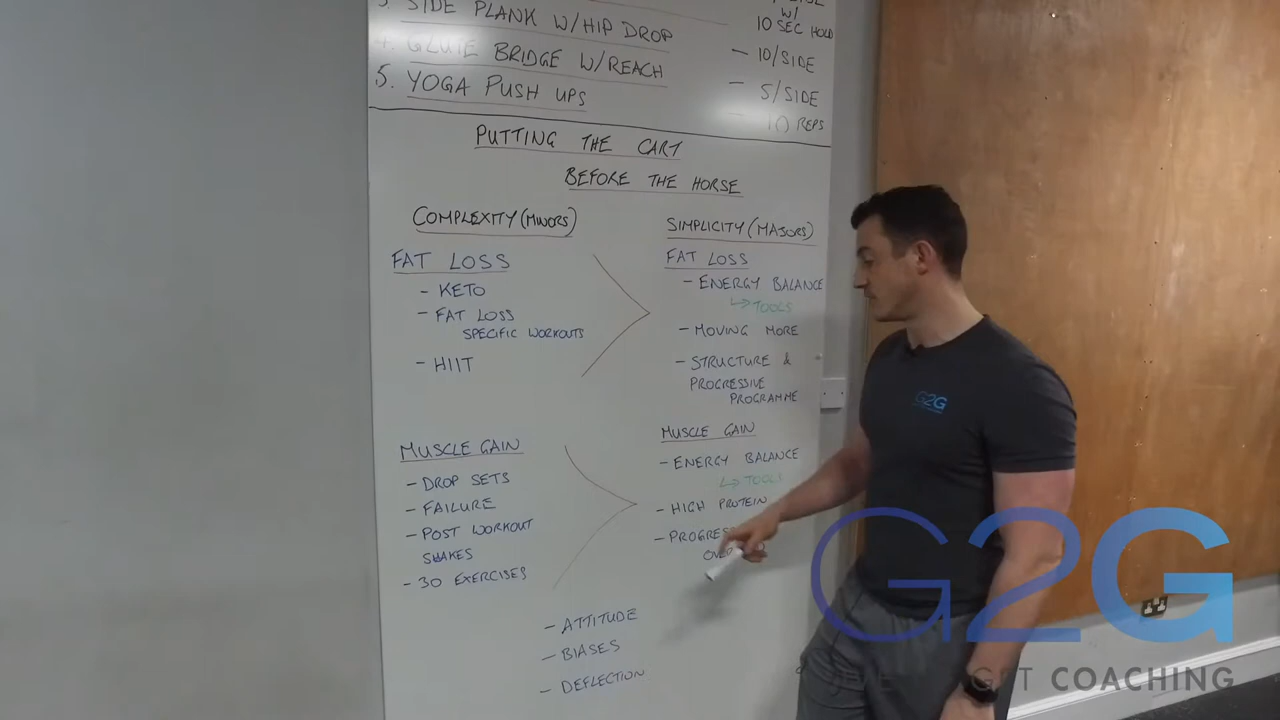 3. SIDE PLANK W/HIP DROP
W/
10 SEC HOLD
4. GLUTE BRIDGE W/REACH - 10/SIDE
5. YOGA PUSH UPS - 5/SIDE
- 10 REPS
PUTTING THE CART
BEFORE THE HORSE
COMPLEXITY (MINORS)
FAT LOSS
- KETO
- FAT LOSS
SPECIFIC WORKOUTS
- HIIT
MUSCLE GAIN
- DROP SETS
- FAILURE
- POST WORKOUT
SHAKES
- 30 EXERCISES
SIMPLICITY (MAJORS)
FAT LOSS
- ENERGY BALANCE
↳ TOOLS
- MOVING MORE
- STRUCTURE &
PROGRESSIVE
PROGRAMME
MUSCLE GAIN
- ENERGY BALANCE
↳ TOOLS
- HIGH PROTEIN
- ATTITUDE
- BIASES
- DEFLECTION
G2G
G2G
COACHING